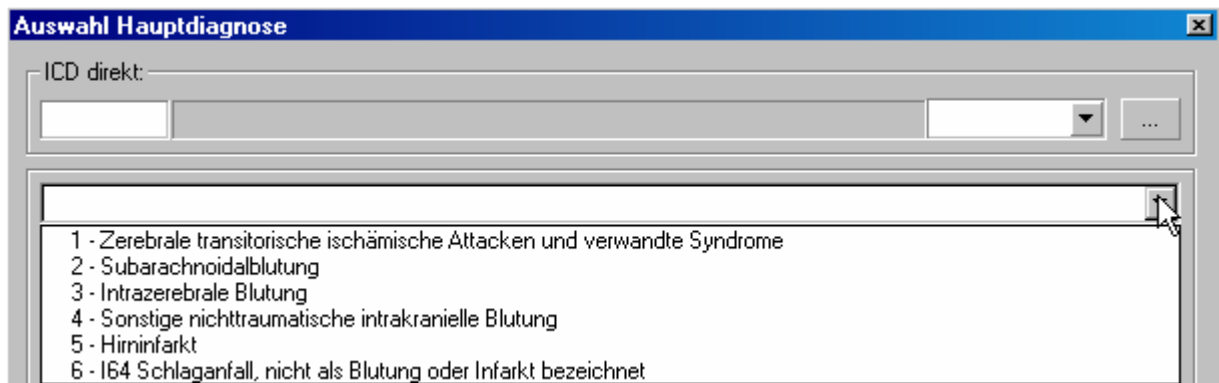 Auswahl Hauptdiagnose
ICD direkt:
...
1 - Zerebrale transitorische ischämische Attacken und verwandte Syndrome
2 - Subarachnoidalblutung
3 - Intrazerebrale Blutung
4 - Sonstige nichttraumatische intrakranielle Blutung
5 - Hirninfarkt
6 - I64 Schlaganfall, nicht als Blutung oder Infarkt bezeichnet